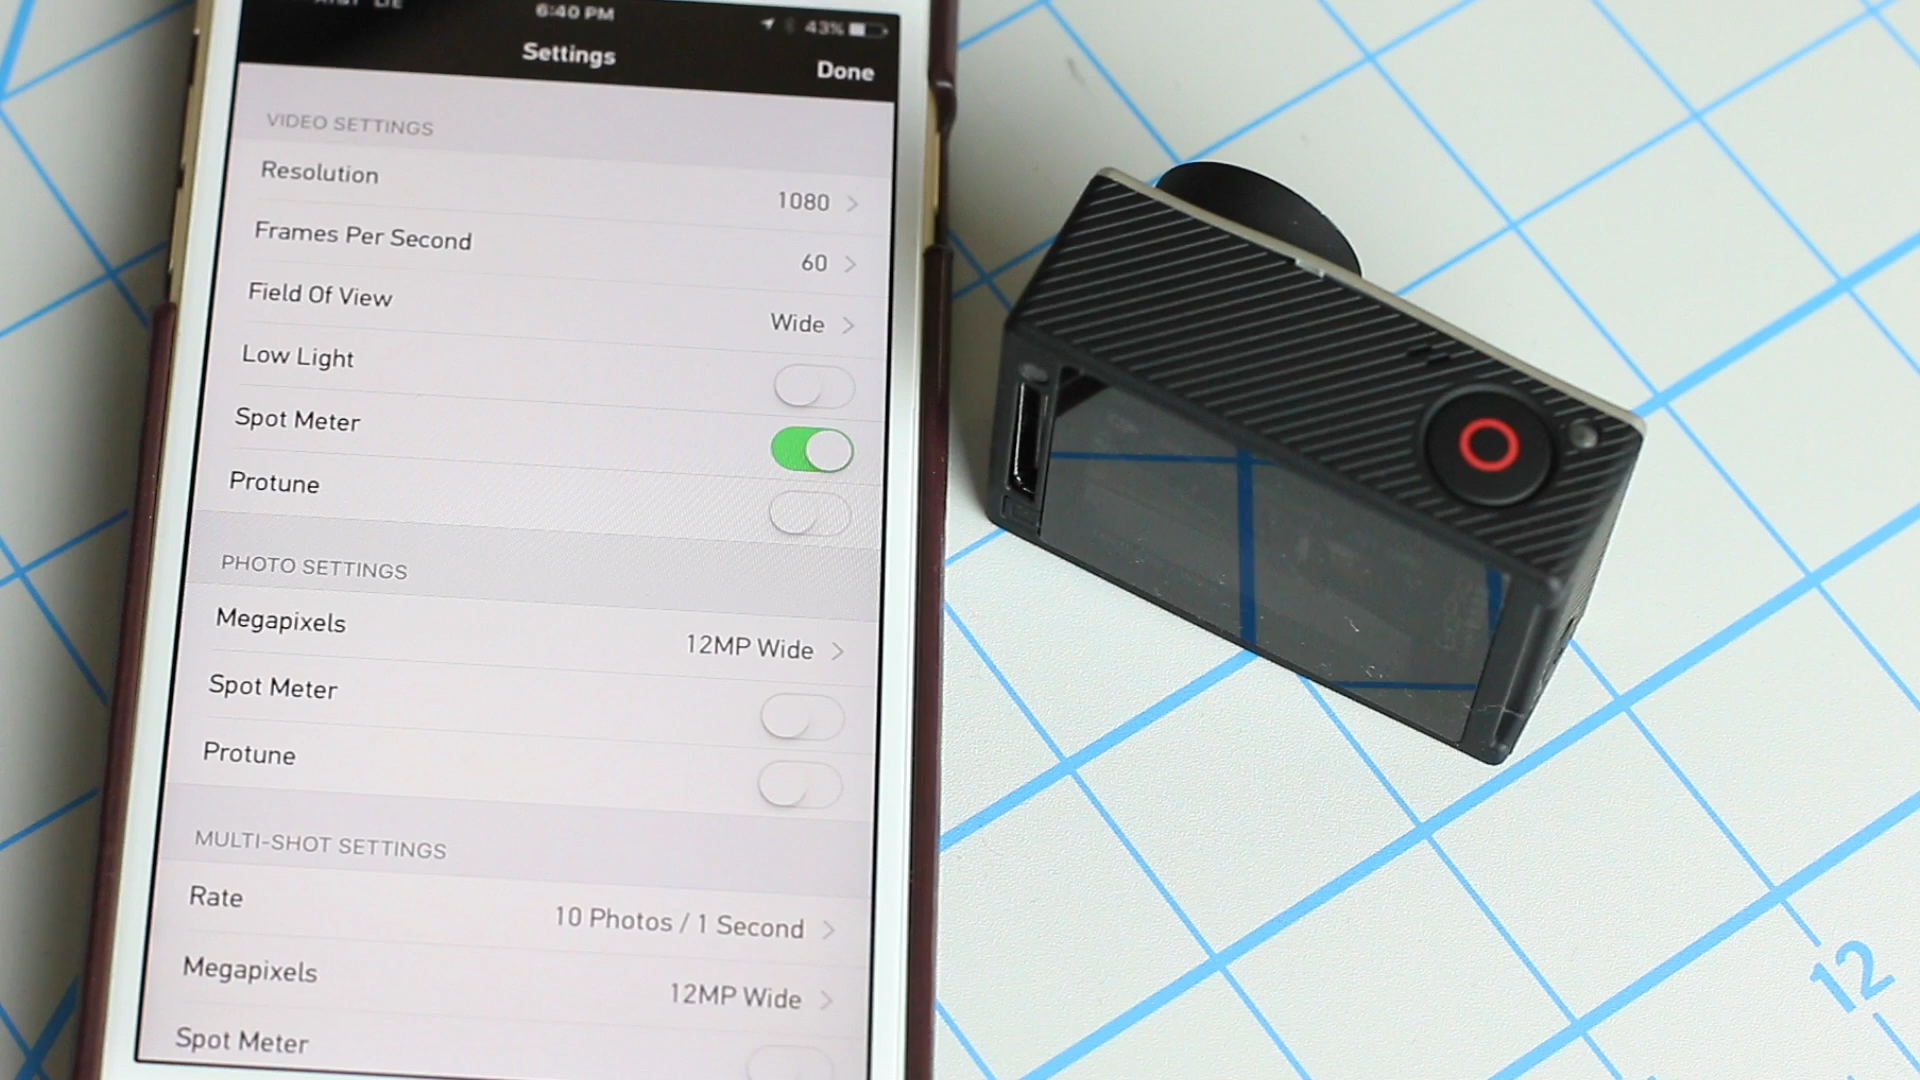 AT&T LTE
6:40 PM
43%
Settings
Done
VIDEO SETTINGS
Resolution
1080
Frames Per Second
60
Field Of View
Wide
Low Light
Spot Meter
Protune
PHOTO SETTINGS
Megapixels
12MP Wide
Spot Meter
Protune
MULTI-SHOT SETTINGS
Rate
10 Photos / 1 Second
Megapixels
12MP Wide
Spot Meter
12